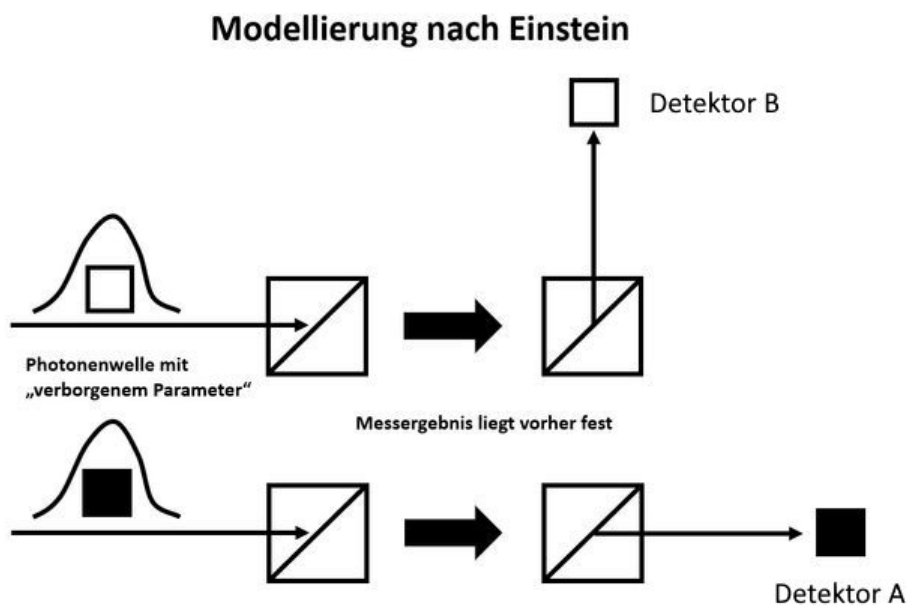 Modellierung nach Einstein
Detektor B
Photonenwelle mit
„verborgenem Parameter“
Messergebnis liegt vorher fest
Detektor A